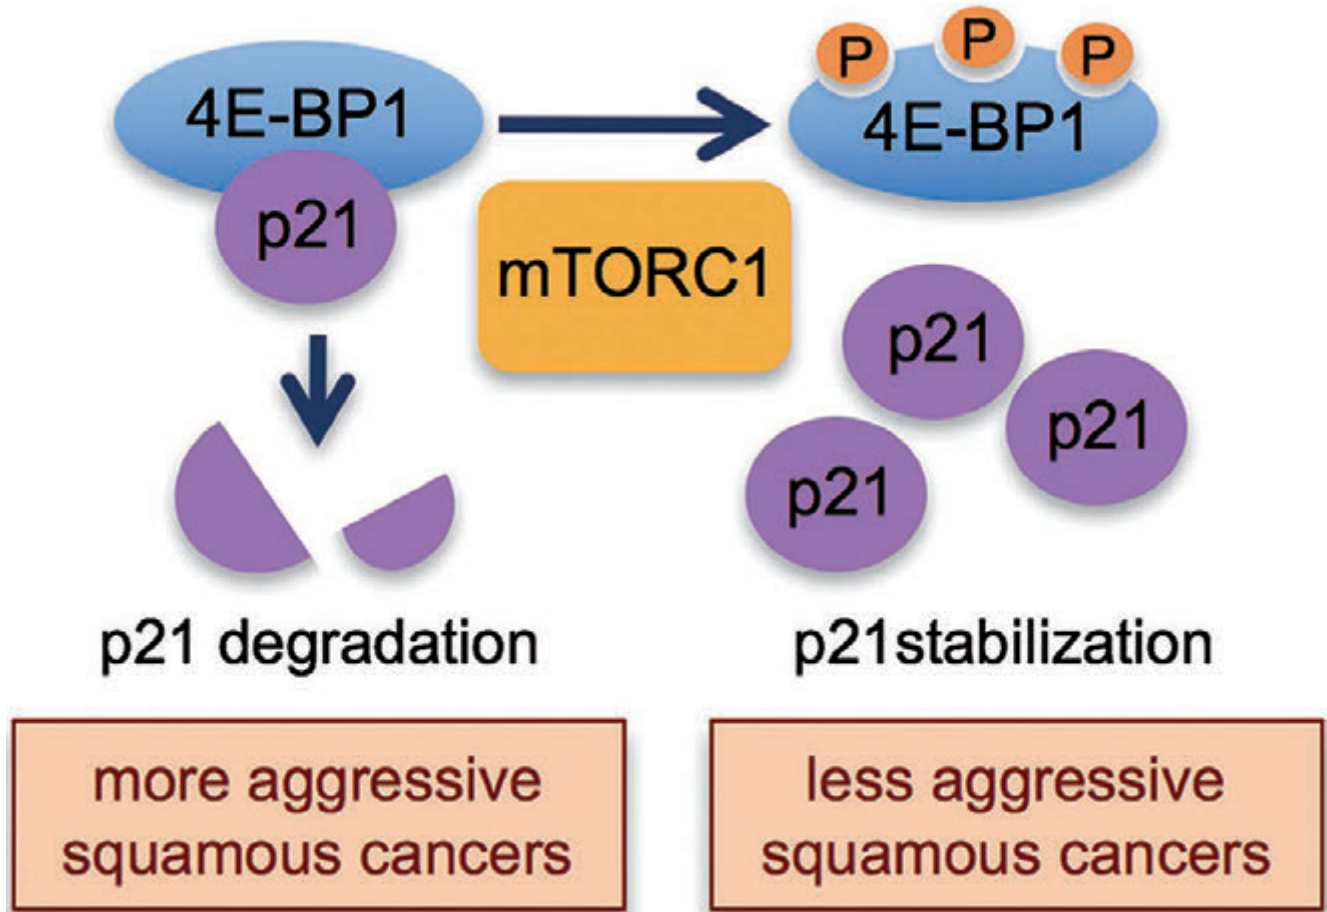 4E-BP1
p21
mTORC1
P
P
P
4E-BP1
p21
p21
p21
p21 degradation
p21stabilization
more aggressive
squamous cancers
less aggressive
squamous cancers